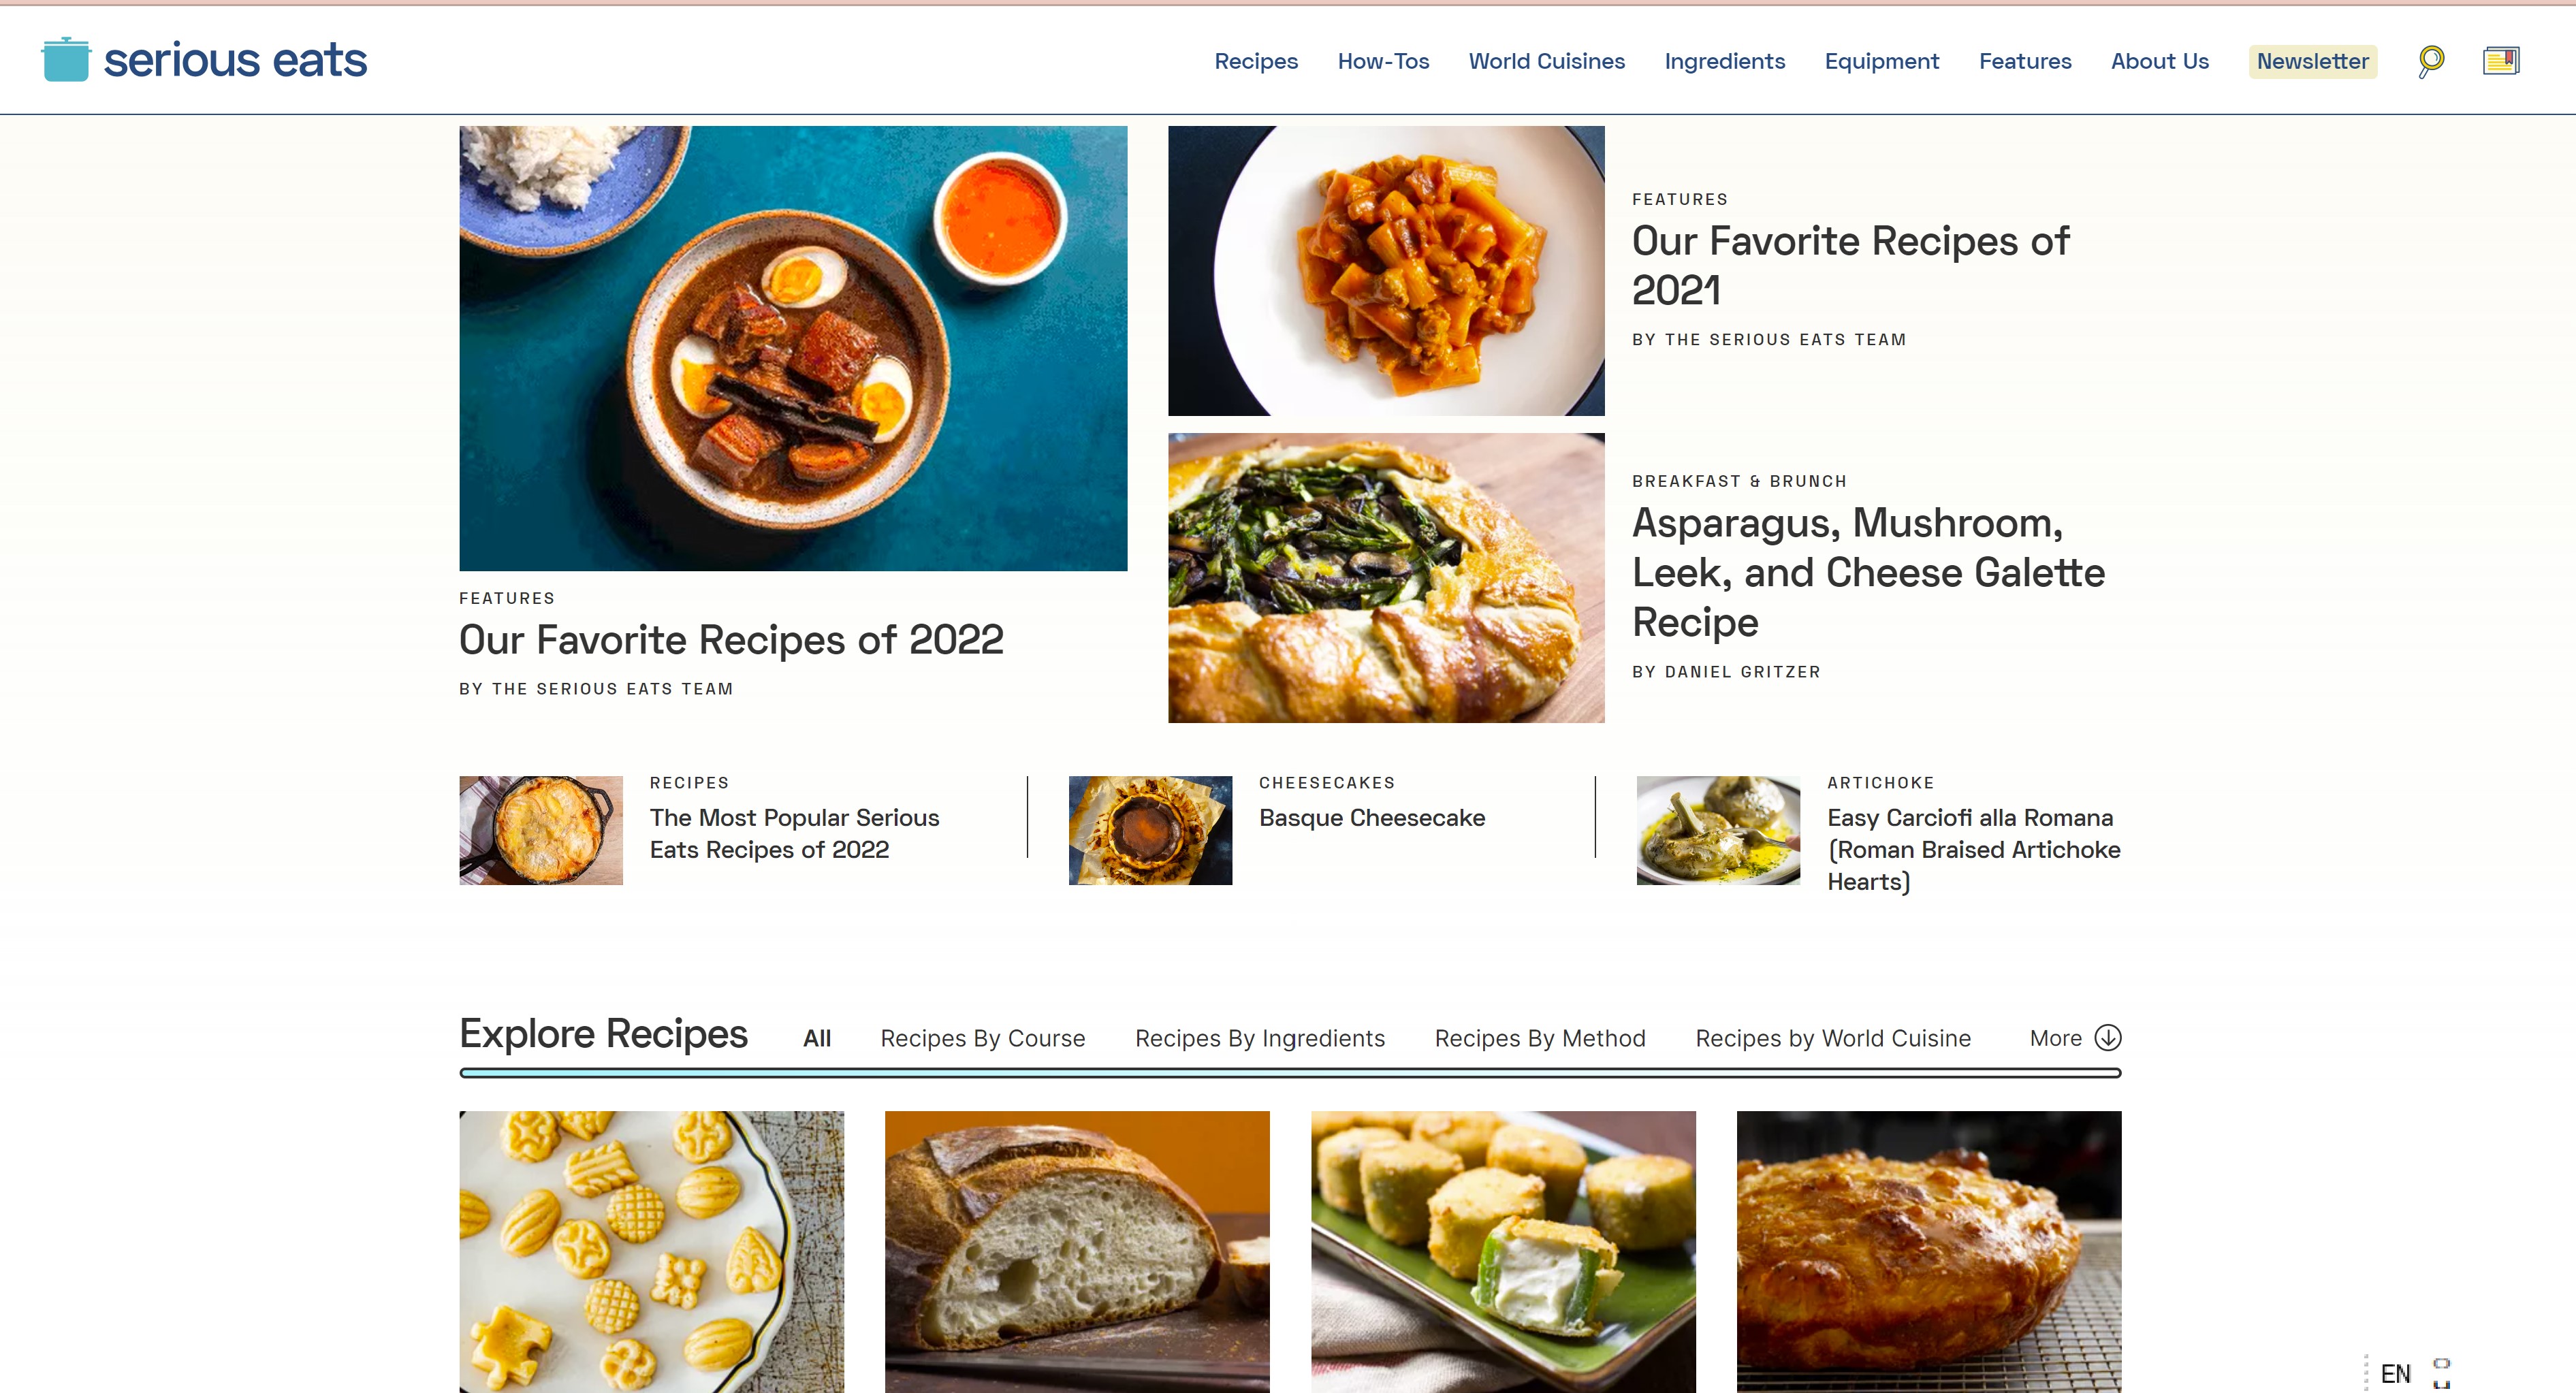 serious eats
Recipes How-Tos World Cuisines Ingredients Equipment Features About Us Newsletter
FEATURES
Our Favorite Recipes of 2022
BY THE SERIOUS EATS TEAM
FEATURES
Our Favorite Recipes of
2021
BY THE SERIOUS EATS TEAM
BREAKFAST & BRUNCH
Asparagus, Mushroom,
Leek, and Cheese Galette
Recipe
BY DANIEL GRITZER
RECIPES
The Most Popular Serious
Eats Recipes of 2022
CHEESECAKES
Basque Cheesecake
ARTICHOKE
Easy Carciofi alla Romana
(Roman Braised Artichoke
Hearts)
Explore Recipes All Recipes By Course Recipes By Ingredients Recipes By Method Recipes by World Cuisine More
EN